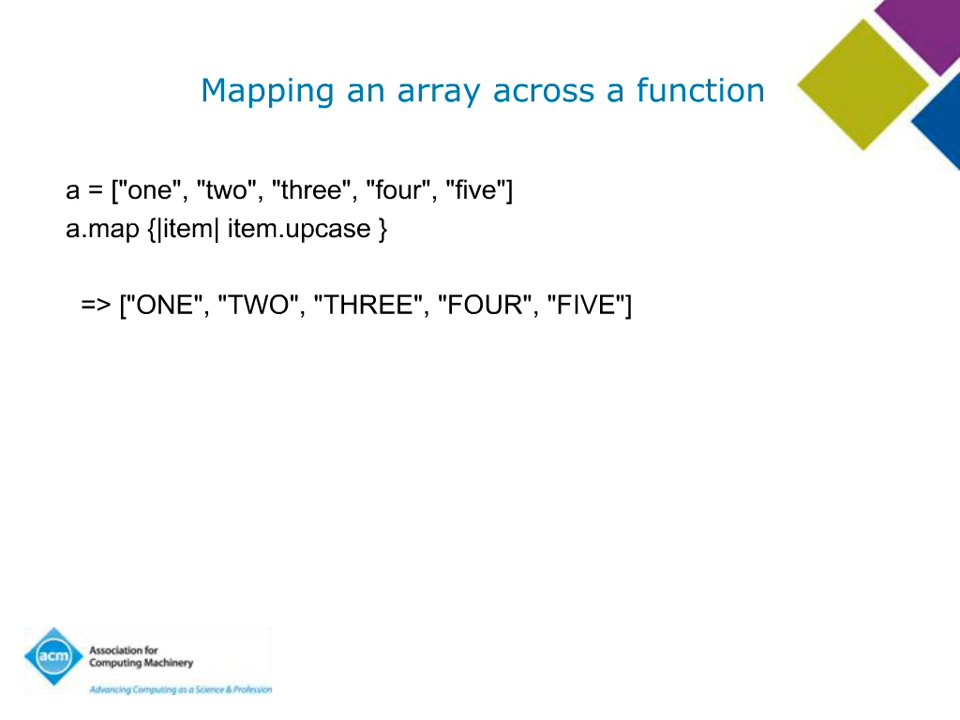 Mapping an array across a function
a = ["one", "two", "three", "four", "five"]
a.map {|item| item.upcase }
=> ["ONE", "TWO", "THREE", "FOUR", "FIVE"]
acm
Association for
Computing Machinery
Advancing Computing as a Science & Profession